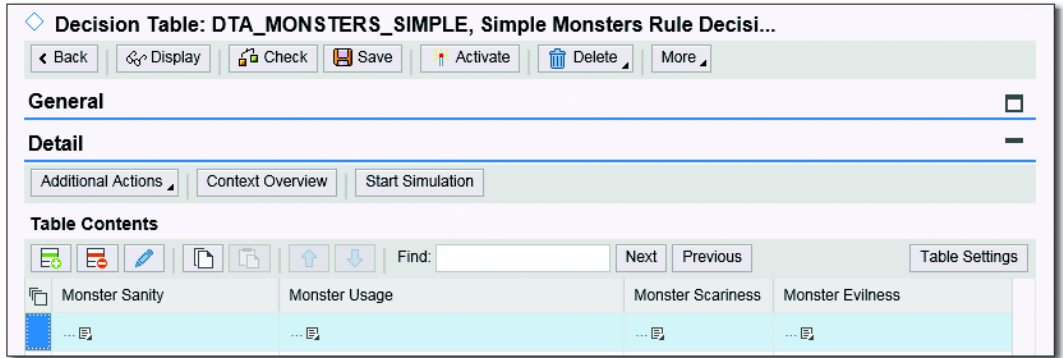 Decision Table: DTA_MONSTERS_SIMPLE, Simple Monsters Rule Decisi...
Back Display Check Save Activate Delete More
General
Detail
Additional Actions Context Overview Start Simulation
Table Contents
Find: Next Previous Table Settings
Monster Sanity Monster Usage Monster Scariness Monster Evilness
... ... ... ...